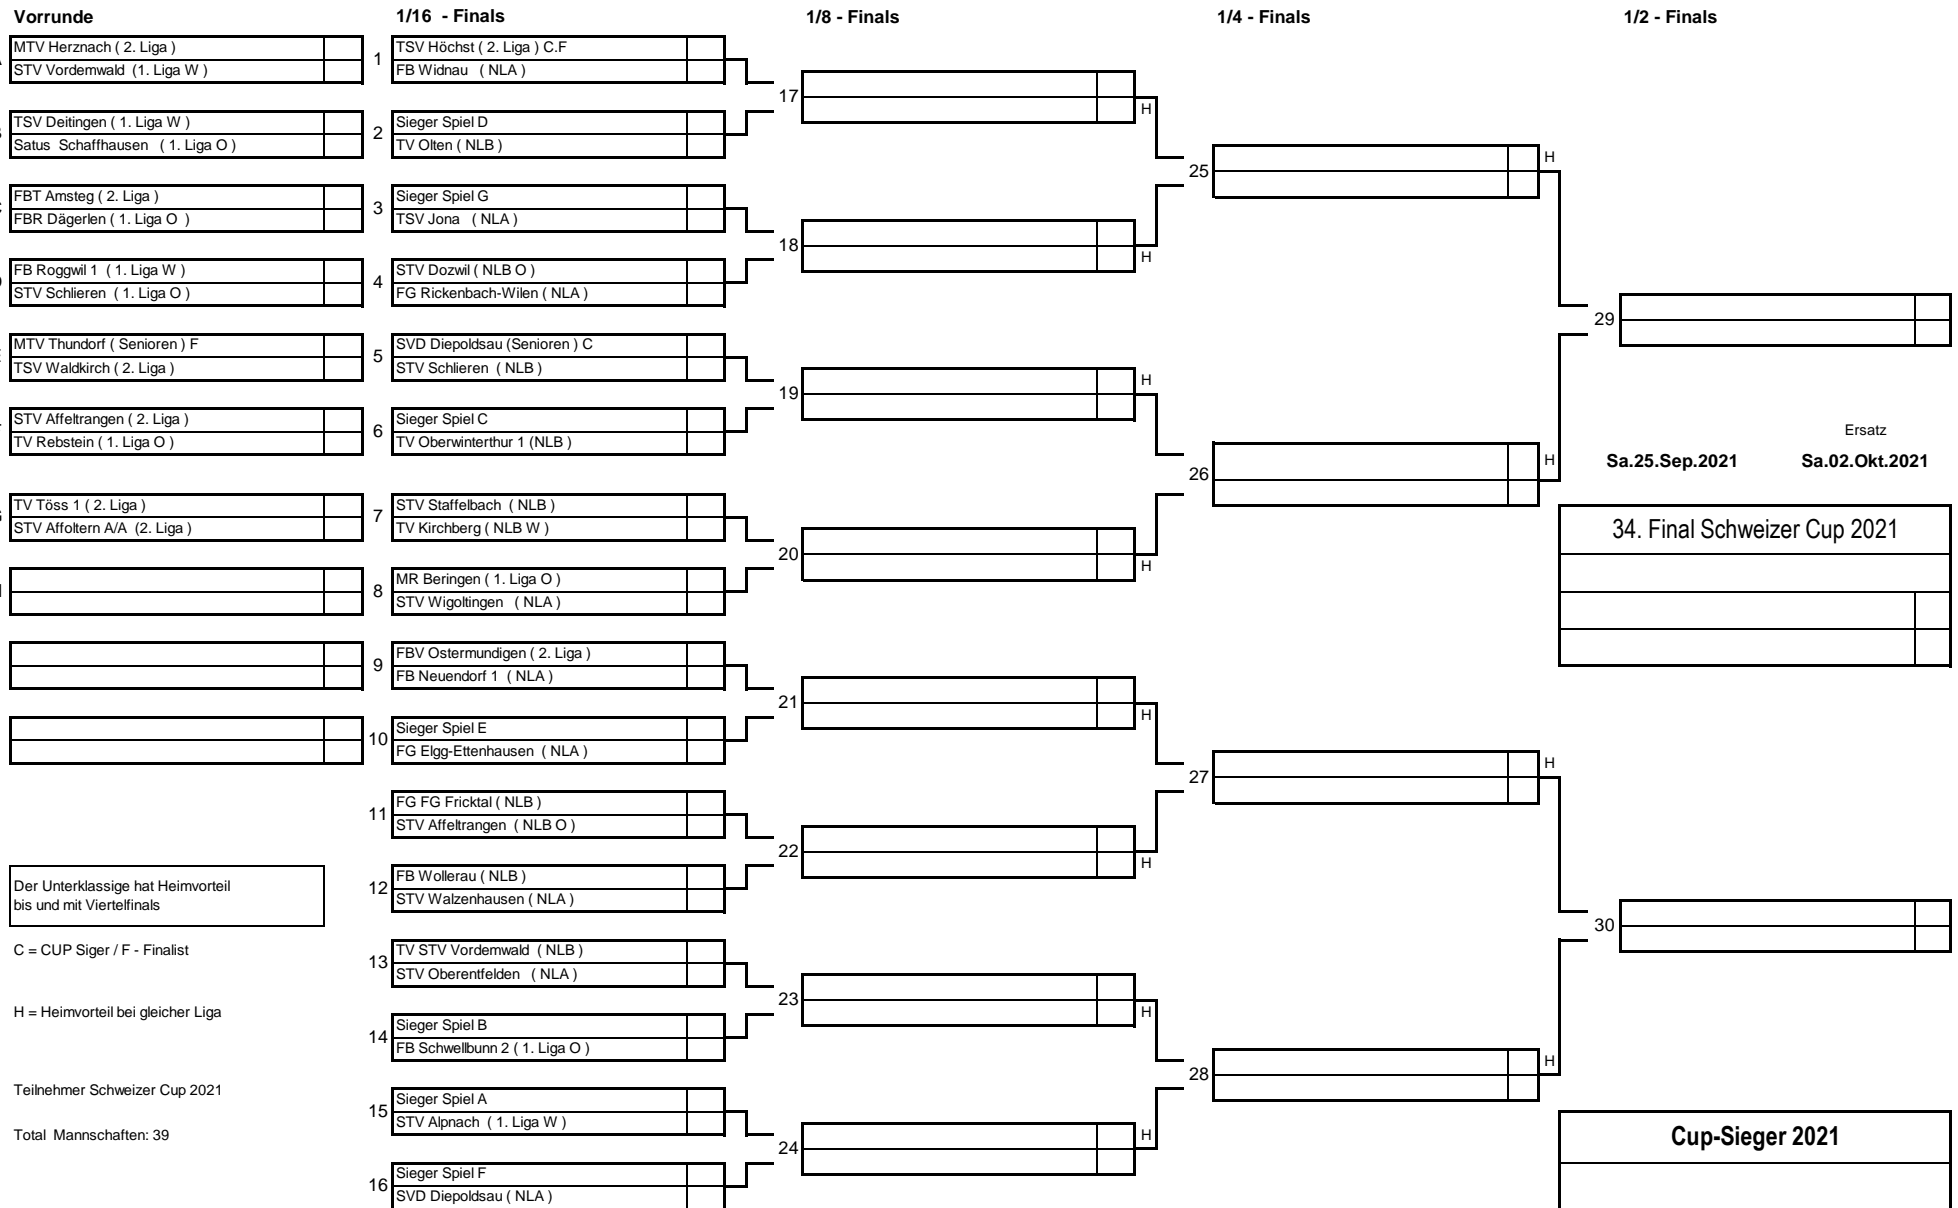 Vorrunde
1/16 - Finals
1/8 - Finals
1/4 - Finals
1/2 - Finals
MTV Herznach ( 2. Liga )
STV Vordemwald (1. Liga W )
TSV Deitingen ( 1. Liga W )
Satus Schaffhausen ( 1. Liga O )
FBT Amsteg ( 2. Liga )
FBR Dägerlen ( 1. Liga O )
FB Roggwil 1 ( 1. Liga W )
STV Schlieren ( 1. Liga O )
MTV Thundorf ( Senioren ) F
TSV Waldkirch ( 2. Liga )
STV Affeltrangen ( 2. Liga )
TV Rebstein ( 1. Liga O )
TV Töss 1 ( 2. Liga )
STV Affoltern A/A (2. Liga )
Der Unterklassige hat Heimvorteil
bis und mit Viertelfinals
C = CUP Siger / F - Finalist
H = Heimvorteil bei gleicher Liga
Teilnehmer Schweizer Cup 2021
Total Mannschaften: 39
1
TSV Höchst ( 2. Liga ) C.F
FB Widnau ( NLA )
2
Sieger Spiel D
TV Olten ( NLB )
3
Sieger Spiel G
TSV Jona ( NLA )
4
STV Dozwil ( NLB O )
FG Rickenbach-Wilen ( NLA )
5
SVD Diepoldsau (Senioren ) C
STV Schlieren ( NLB )
6
Sieger Spiel C
TV Oberwinterthur 1 (NLB )
7
STV Staffelbach ( NLB )
TV Kirchberg ( NLB W )
8
MR Beringen ( 1. Liga O )
STV Wigoltingen ( NLA )
9
FBV Ostermundigen ( 2. Liga )
FB Neuendorf 1 ( NLA )
10
Sieger Spiel E
FG Elgg-Ettenhausen ( NLA )
11
FG FG Fricktal ( NLB )
STV Affeltrangen ( NLB O )
12
FB Wollerau ( NLB )
STV Walzenhausen ( NLA )
13
TV STV Vordemwald ( NLB )
STV Oberentfelden ( NLA )
14
Sieger Spiel B
FB Schwellbunn 2 ( 1. Liga O )
15
Sieger Spiel A
STV Alpnach ( 1. Liga W )
16
Sieger Spiel F
SVD Diepoldsau ( NLA )
17
H
18
H
19
H
20
H
21
H
22
H
23
H
24
H
25
H
26
H
27
H
28
H
29
Ersatz
Sa.25.Sep.2021 Sa.02.Okt.2021
34. Final Schweizer Cup 2021
30
Cup-Sieger 2021